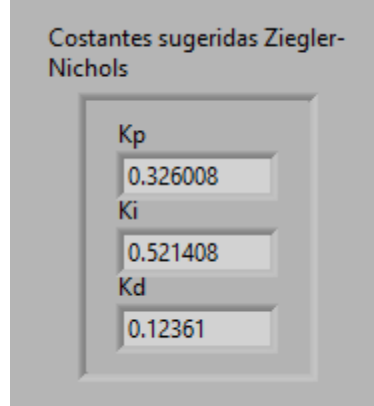 Costantes sugeridas Ziegler-
Nichols
Kp
0.326008
Ki
0.521408
Kd
0.12361